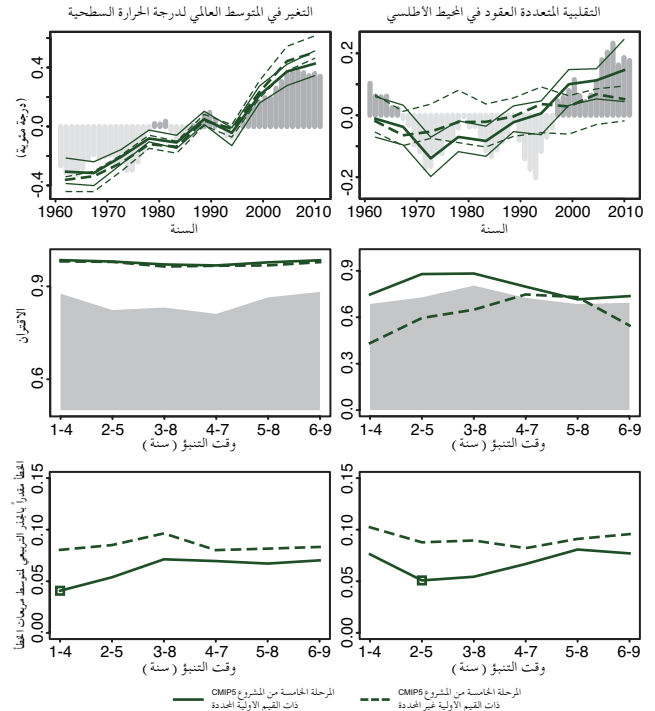 التغير في المتوسط العالمي لدرجة الحرارة السطحية
التقلبية المتعددة العقود في المحيط الأطلسي
(درجة مئوية)
0.4
0.0
-0.4
1960 1970 1980 1990 2000 2010
السنة
0.2
0.0
-0.2
1960 1970 1980 1990 2000 2010
السنة
الاقتران
0.9
0.6
1-4 2-5 3-8 4-7 5-8 6-9
وقت التنبؤ (سنة)
0.9
0.6
0.3
0.0
1-4 2-5 3-8 4-7 5-8 6-9
وقت التنبؤ (سنة)
الخطأ مقدراً بالجذر التربيعي لمتوسط مربعات الخطأ
0.15
0.10
0.05
0.00
1-4 2-5 3-8 4-7 5-8 6-9
وقت التنبؤ (سنة)
0.15
0.10
0.05
0.00
1-4 2-5 3-8 4-7 5-8 6-9
وقت التنبؤ (سنة)
المرحلة الخامسة من المشروع CMIP5
ذات القيم الاولية المحددة
المرحلة الخامسة من المشروع CMIP5
ذات القيم الاولية غير المحددة